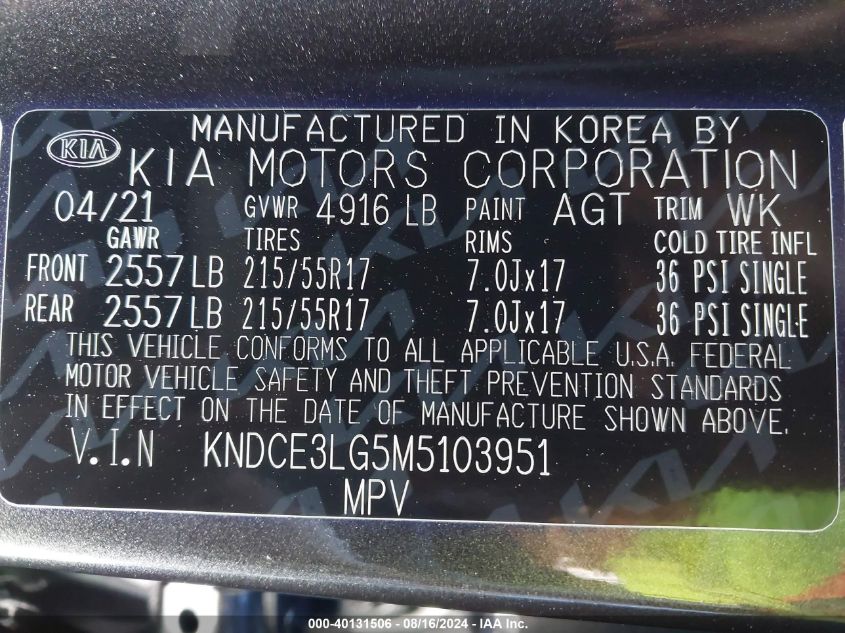 MANUFACTURED IN KOREA BY
KIA KIA MOTORS CORPORATION
04/21 GVWR 4916 LB PAINT AGT TRIM WK
GAWR TIRES RIMS COLD TIRE INFL
FRONT 2557 LB 215/55R17 7.0Jx17 36 PSI SINGLE
REAR 2557 LB 215/55R17 7.0Jx17 36 PSI SINGLE
THIS VEHICLE CONFORMS TO ALL APPLICABLE U.S.A. FEDERAL
MOTOR VEHICLE SAFETY AND THEFT PREVENTION STANDARDS
IN EFFECT ON THE DATE OF MANUFACTURE SHOWN ABOVE.
V.I.N KNDCE3LG5M5103951
MPV
000-40131506 - 08/16/2024 - IAA Inc.